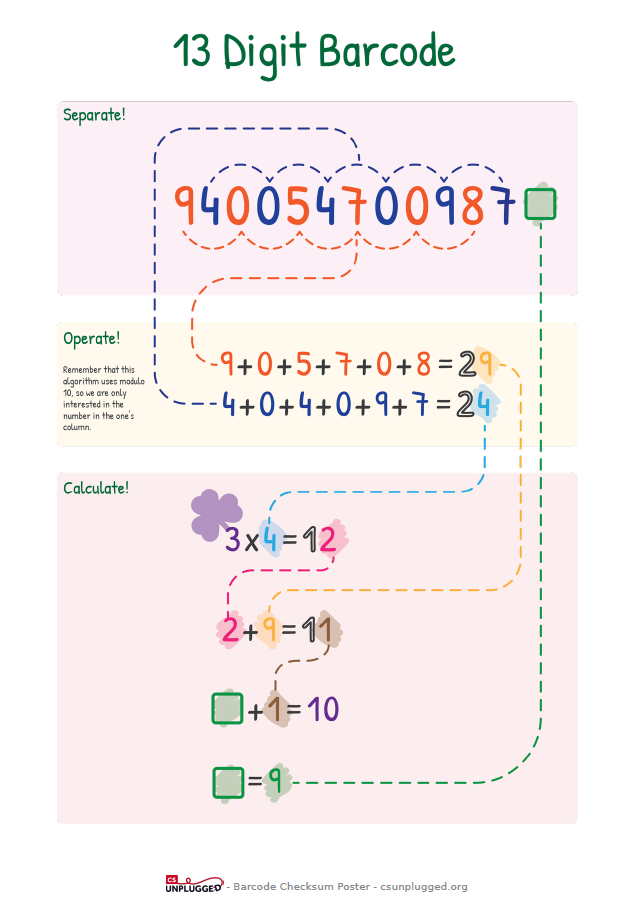 13 Digit Barcode
Separate!
940054700987
Operate!
Remember that this
algorithm uses modulo
10, so we are only
interested in the
number in the one's
column.
9+0+5+7+0+8=29
4+0+4+0+9+7=24
Calculate!
3x4=12
2+9=11
+1=10
=9
CS
UNPLUGGED - Barcode Checksum Poster - csunplugged.org